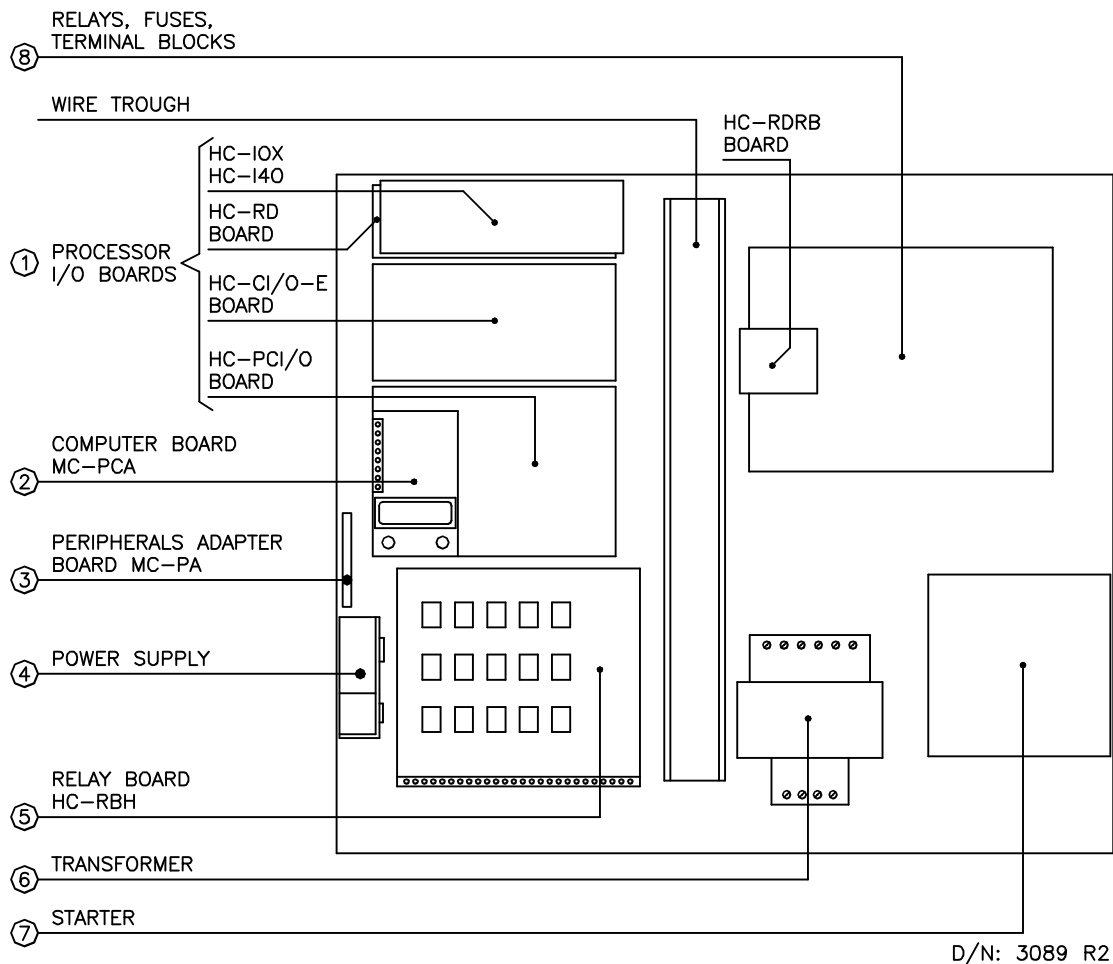 RELAYS, FUSES,
TERMINAL BLOCKS
8
WIRE TROUGH
HC-RDRB
BOARD
HC-IOX
HC-I4O
HC-RD
BOARD
1
PROCESSOR
I/O BOARDS
HC-CI/O-E
BOARD
HC-PCI/O
BOARD
COMPUTER BOARD
MC-PCA
2
PERIPHERALS ADAPTER
BOARD MC-PA
3
POWER SUPPLY
4
RELAY BOARD
HC-RBH
5
TRANSFORMER
6
STARTER
7
D/N: 3089 R2